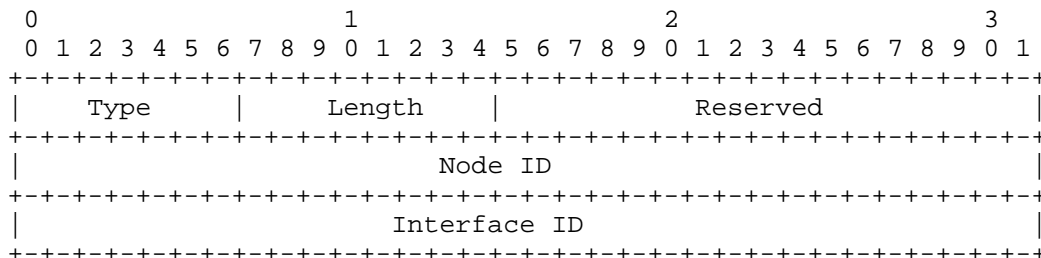 0                   1                   2                   3
 0 1 2 3 4 5 6 7 8 9 0 1 2 3 4 5 6 7 8 9 0 1 2 3 4 5 6 7 8 9 0 1
+-+-+-+-+-+-+-+-+-+-+-+-+-+-+-+-+-+-+-+-+-+-+-+-+-+-+-+-+-+-+-+-+
|    Type     |     Length    |            Reserved             |
+-+-+-+-+-+-+-+-+-+-+-+-+-+-+-+-+-+-+-+-+-+-+-+-+-+-+-+-+-+-+-+-+
|                          Node ID                              |
+-+-+-+-+-+-+-+-+-+-+-+-+-+-+-+-+-+-+-+-+-+-+-+-+-+-+-+-+-+-+-+-+
|                       Interface ID                            |
+-+-+-+-+-+-+-+-+-+-+-+-+-+-+-+-+-+-+-+-+-+-+-+-+-+-+-+-+-+-+-+-+